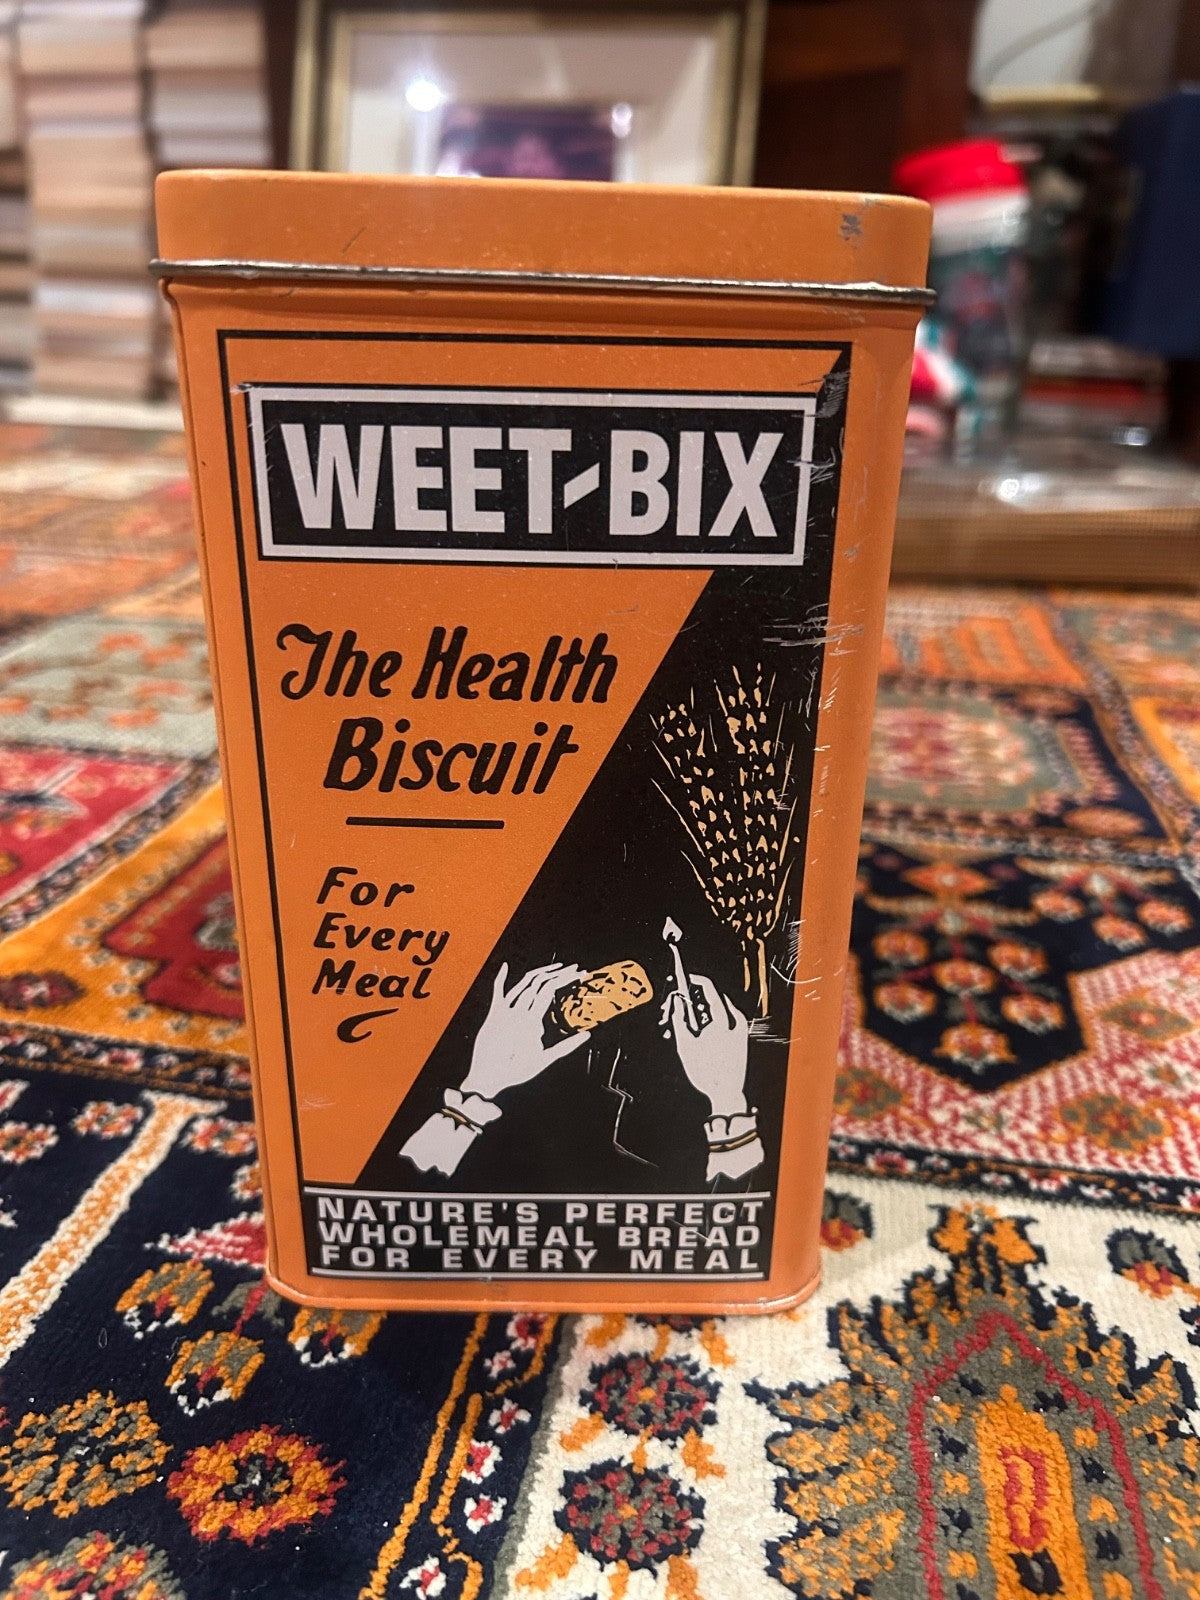 WEET-BIX
The Health
Biscuit
For
Every
Meal
NATURE'S PERFECT
WHOLEMEAL BREAD
FOR EVERY MEAL